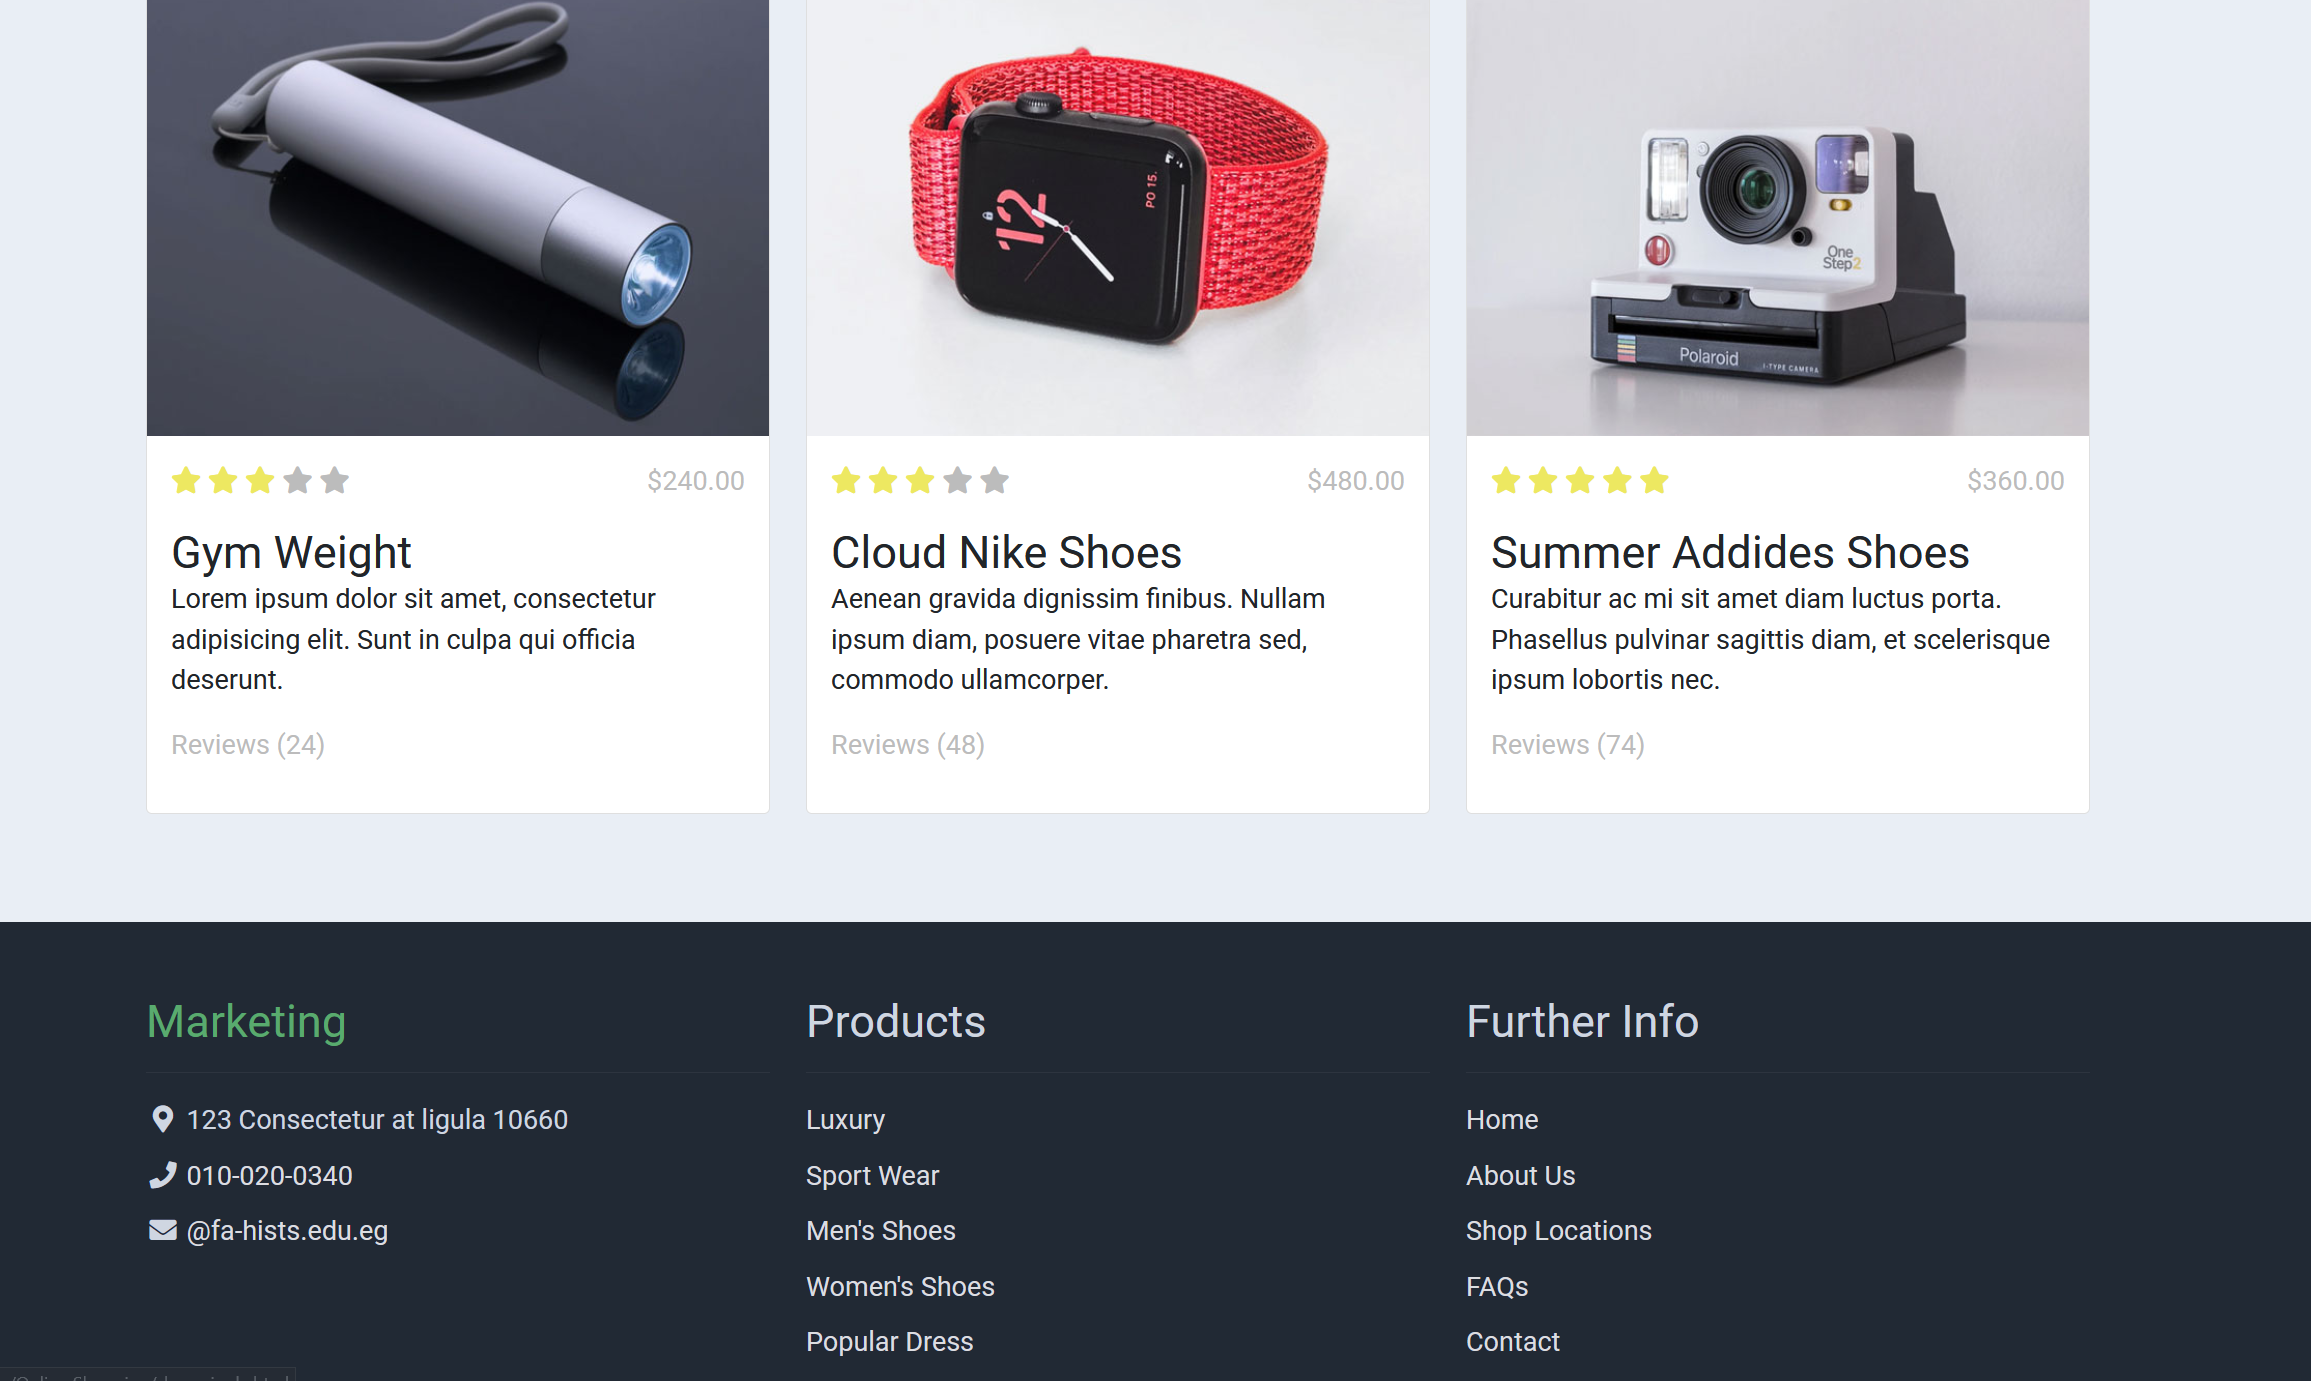 12
PO 15.
One
Step2
Polaroid
I-TYPE CAMERA
$240.00
$480.00
$360.00
Gym Weight
Lorem ipsum dolor sit amet, consectetur
adipisicing elit. Sunt in culpa qui officia
deserunt.
Reviews (24)
Cloud Nike Shoes
Aenean gravida dignissim finibus. Nullam
ipsum diam, posuere vitae pharetra sed,
commodo ullamcorper.
Reviews (48)
Summer Addides Shoes
Curabitur ac mi sit amet diam luctus porta.
Phasellus pulvinar sagittis diam, et scelerisque
ipsum lobortis nec.
Reviews (74)
Marketing
123 Consectetur at ligula 10660
010-020-0340
@fa-hists.edu.eg
Products
Luxury
Sport Wear
Men's Shoes
Women's Shoes
Popular Dress
Further Info
Home
About Us
Shop Locations
FAQs
Contact